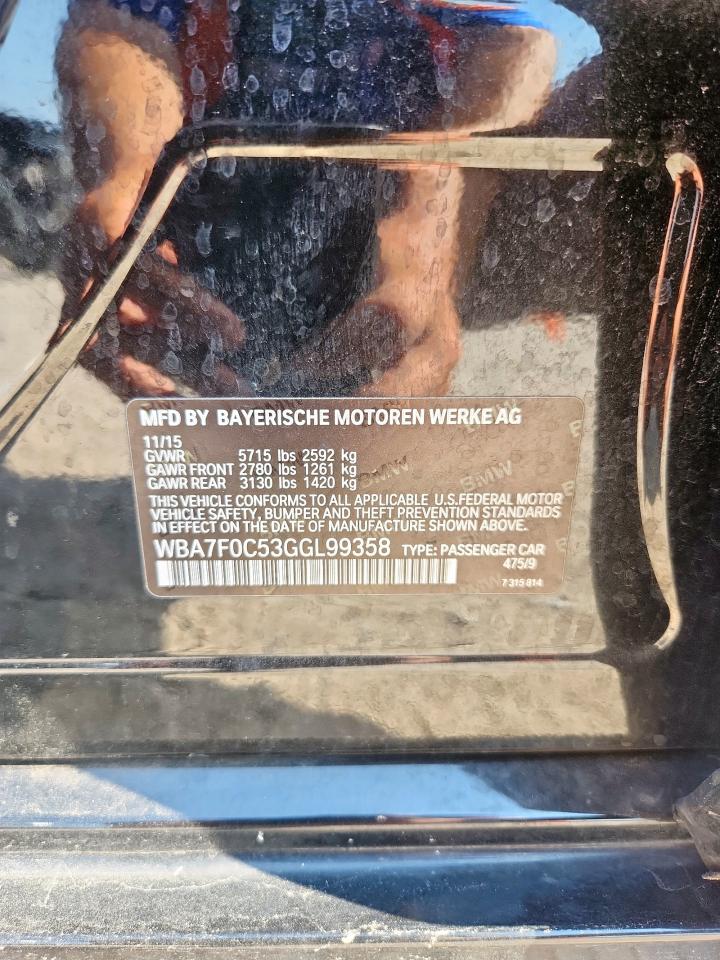 MFD BY BAYERISCHE MOTOREN WERKE AG
11/15
GVWR 5715 lbs 2592 kg
GAWR FRONT 2780 lbs 1261 kg
GAWR REAR 3130 lbs 1420 kg
THIS VEHICLE CONFORMS TO ALL APPLICABLE U.S.FEDERAL MOTOR
VEHICLE SAFETY, BUMPER AND THEFT PREVENTION STANDARDS
IN EFFECT ON THE DATE OF MANUFACTURE SHOWN ABOVE.
WBA7F0C53GGL99358 TYPE: PASSENGER CAR
475/9
7 315 814
BMW
BMW